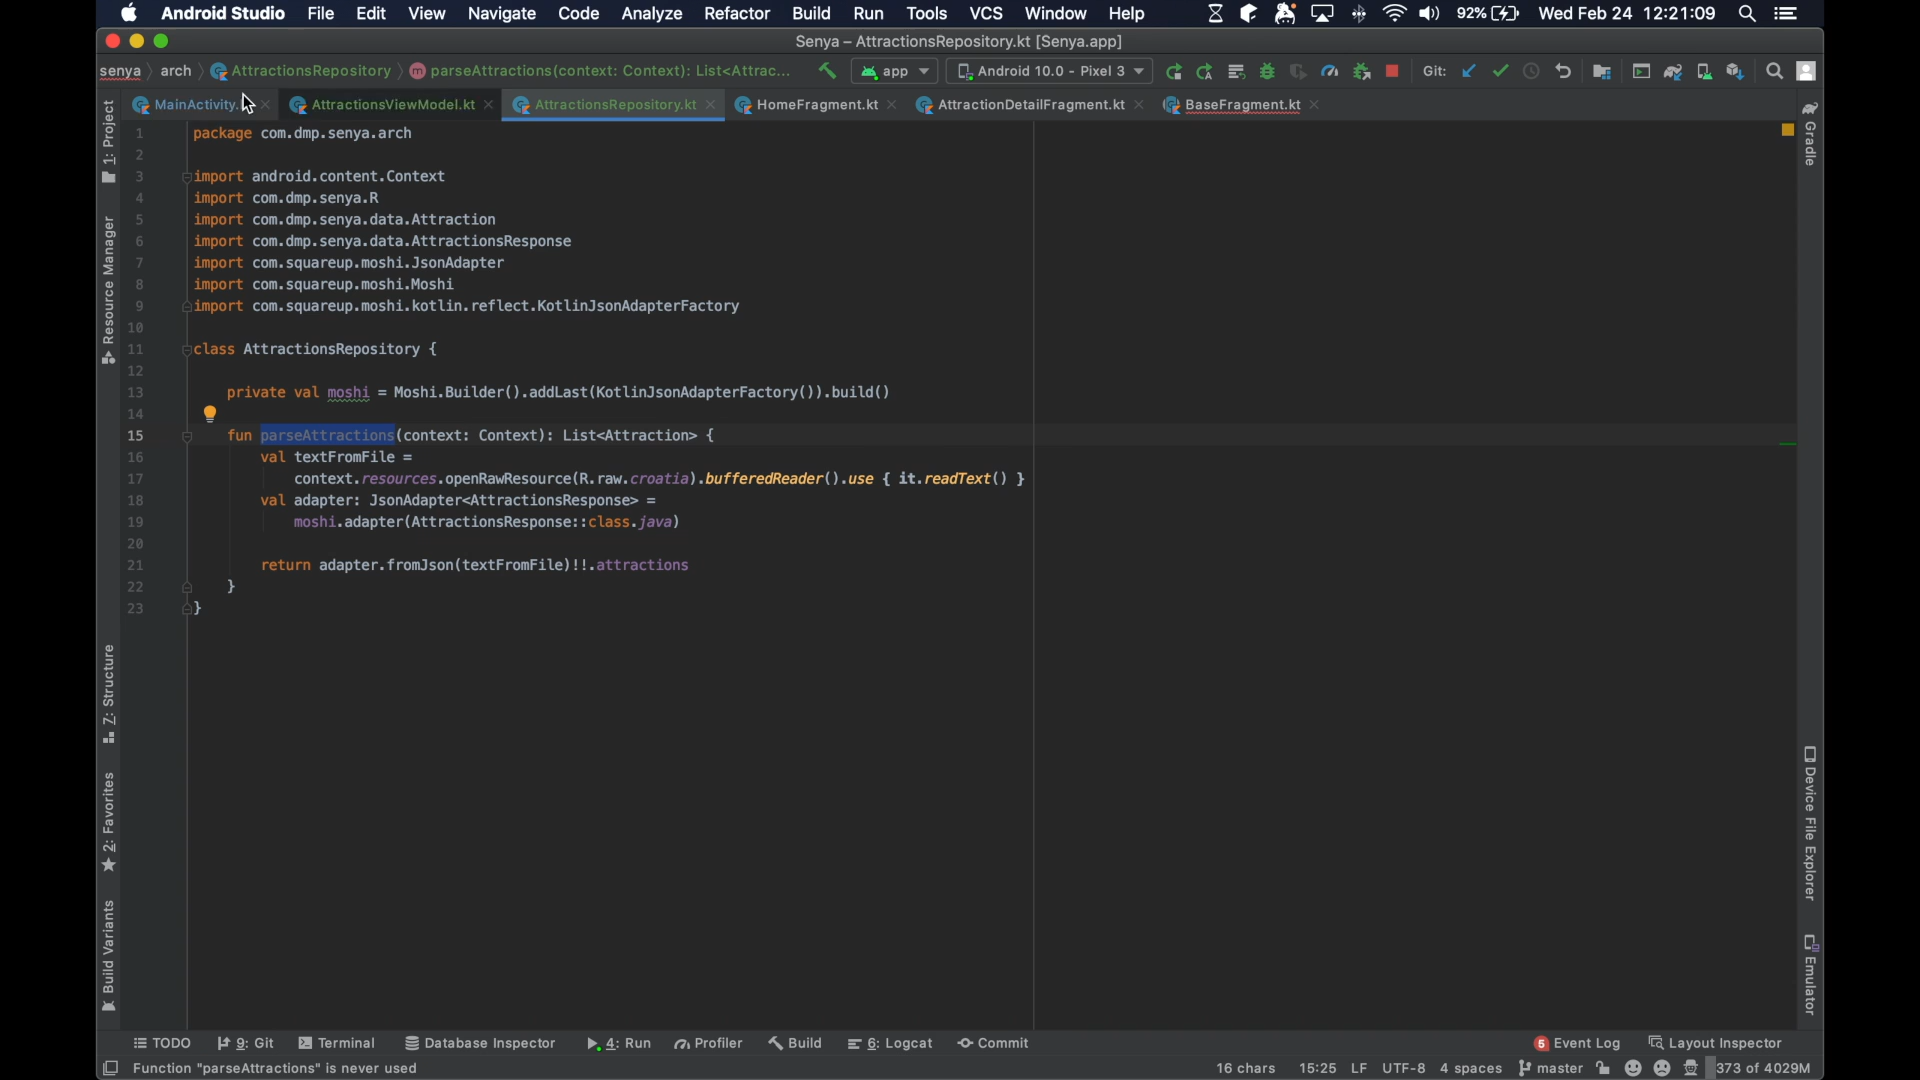 Android Studio File Edit View Navigate Code Analyze Refactor Build Run Tools VCS Window Help 92% Wed Feb 24 12:21:09
Senya – AttractionsRepository.kt [Senya.app]
senya arch AttractionsRepository parseAttractions(context: Context): List<Attrac... app Android 10.0 - Pixel 3 Git:
MainActivity. AttractionsViewModel.kt AttractionsRepository.kt HomeFragment.kt AttractionDetailFragment.kt BaseFragment.kt
1: Project
Resource Manager
Z: Structure
2: Favorites
Build Variants
1 package com.dmp.senya.arch
2
3 import android.content.Context
4 import com.dmp.senya.R
5 import com.dmp.senya.data.Attraction
6 import com.dmp.senya.data.AttractionsResponse
7 import com.squareup.moshi.JsonAdapter
8 import com.squareup.moshi.Moshi
9 import com.squareup.moshi.kotlin.reflect.KotlinJsonAdapterFactory
10
11 class AttractionsRepository {
12
13 private val moshi = Moshi.Builder().addLast(KotlinJsonAdapterFactory()).build()
14
15 fun parseAttractions(context: Context): List<Attraction> {
16 val textFromFile =
17 context.resources.openRawResource(R.raw.croatia).bufferedReader().use { it.readText() }
18 val adapter: JsonAdapter<AttractionsResponse> =
19 moshi.adapter(AttractionsResponse::class.java)
20
21 return adapter.fromJson(textFromFile)!!.attractions
22 }
23 }
Gradle
Device File Explorer
Emulator
TODO 9: Git Terminal Database Inspector 4: Run Profiler Build 6: Logcat Commit 5 Event Log Layout Inspector
Function "parseAttractions" is never used 16 chars 15:25 LF UTF-8 4 spaces master 373 of 4029M